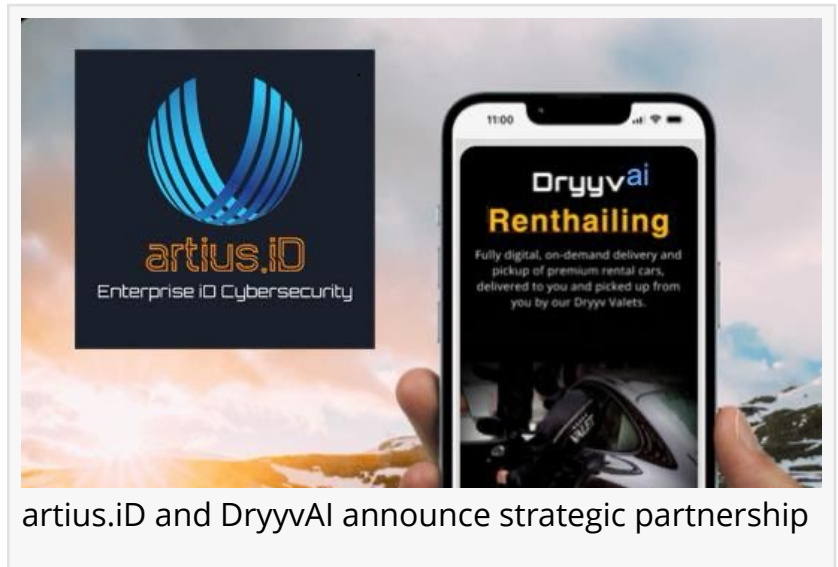 artius.iD
Enterprise iD Cybersecurity
11:00
Dryyvai
Renthailing
Fully digital, on-demand delivery and
pickup of premium rental cars,
delivered to you and picked up from
you by our Dryyv Valets.
VALET
artius.iD and DryyvAI announce strategic partnership